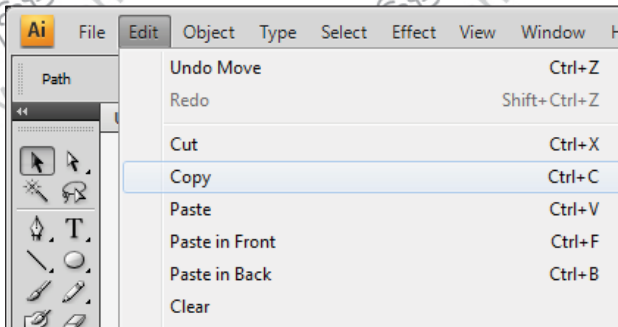 Ai File Edit Object Type Select Effect View Window H
Undo Move Ctrl+Z
Path
Redo Shift+Ctrl+Z
Cut Ctrl+X
Copy Ctrl+C
Paste Ctrl+V
Paste in Front Ctrl+F
T
Paste in Back Ctrl+B
Clear